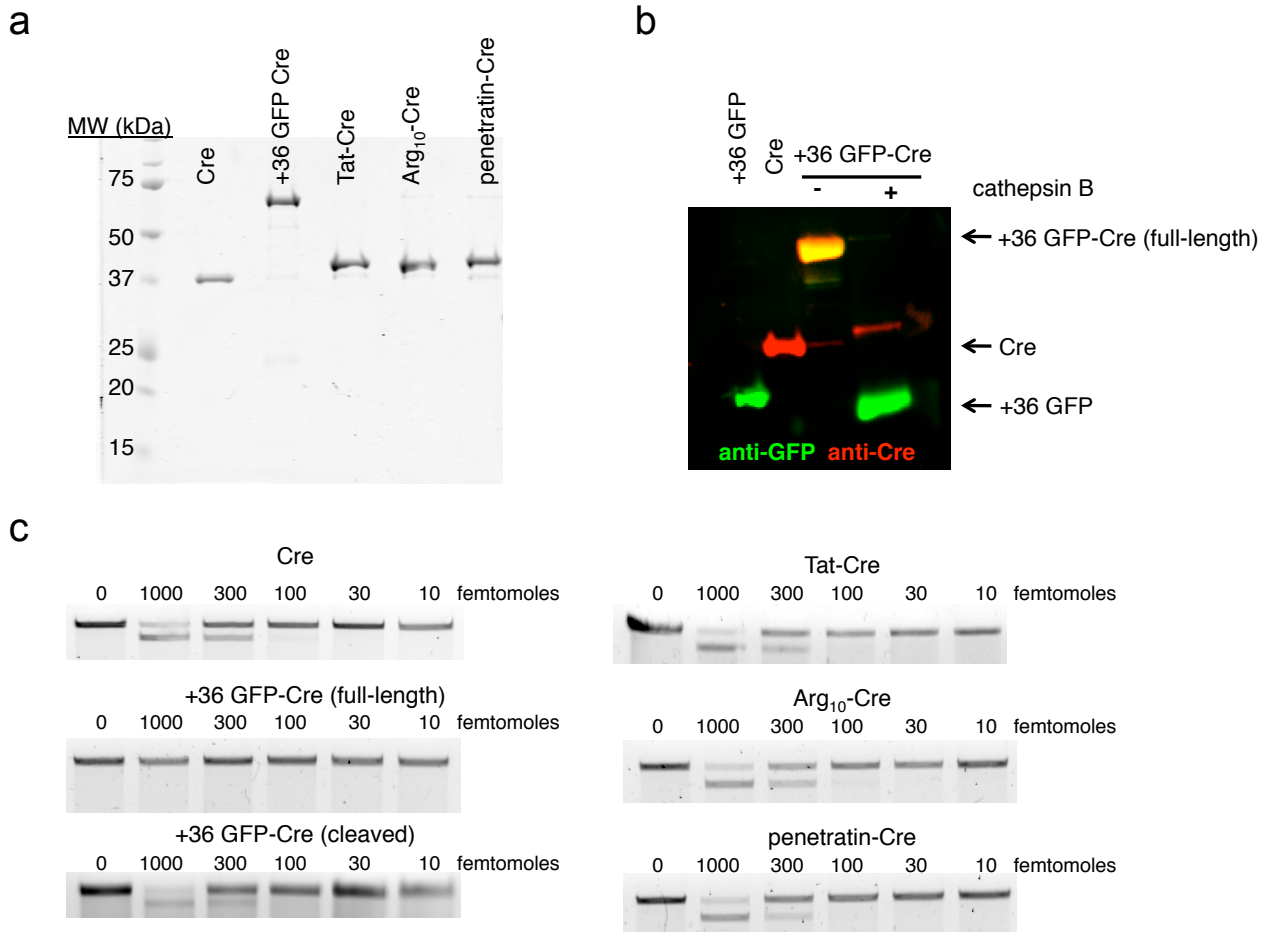 a
MW (kDa)
Cre
+36 GFP Cre
Tat-Cre
Arg10-Cre
penetratin-Cre
75
50
37
25
20
15
b
+36 GFP
Cre
+36 GFP-Cre
- +
cathepsin B
+36 GFP-Cre (full-length)
Cre
+36 GFP
anti-GFP anti-Cre
c
Cre
0 1000 300 100 30 10 femtomoles
+36 GFP-Cre (full-length)
0 1000 300 100 30 10 femtomoles
+36 GFP-Cre (cleaved)
0 1000 300 100 30 10 femtomoles
Tat-Cre
0 1000 300 100 30 10 femtomoles
Arg10-Cre
0 1000 300 100 30 10 femtomoles
penetratin-Cre
0 1000 300 100 30 10 femtomoles